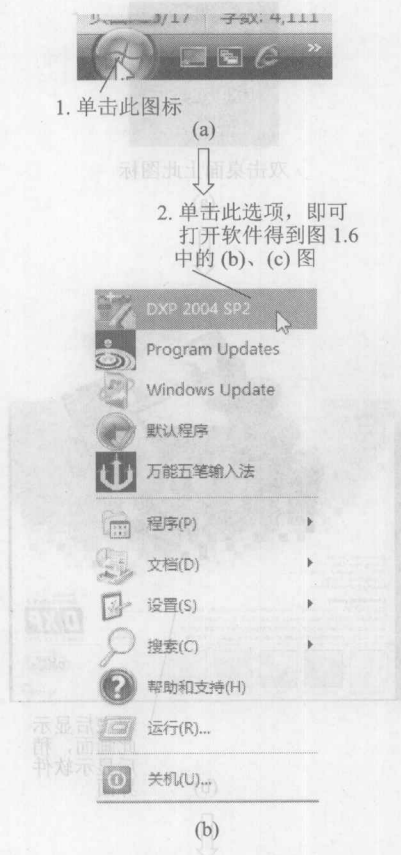 字数: 4,111
1. 单击此图标
(a)
2. 单击此选项，即可
打开软件得到图 1.6
中的 (b)、(c) 图
DXP 2004 SP2
Program Updates
Windows Update
默认程序
万能五笔输入法
程序(P)
文档(D)
设置(S)
搜索(C)
帮助和支持(H)
运行(R)...
关机(U)...
(b)